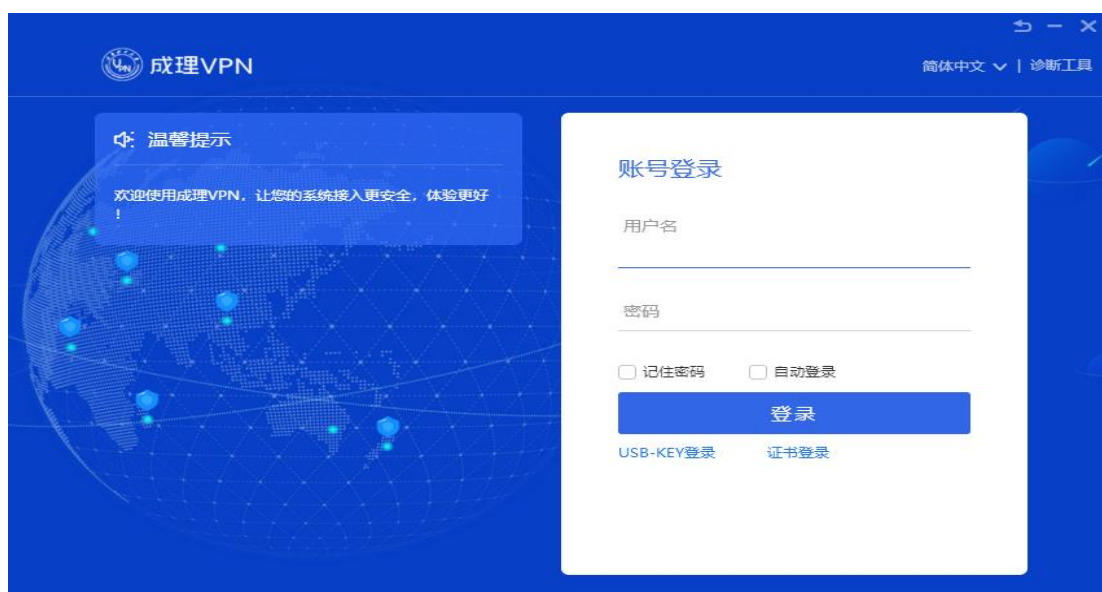 成理VPN
简体中文 | 诊断工具
温馨提示
欢迎使用成理VPN，让您的系统接入更安全，体验更好
！
账号登录
用户名
密码
记住密码 自动登录
登录
USB-KEY登录 证书登录